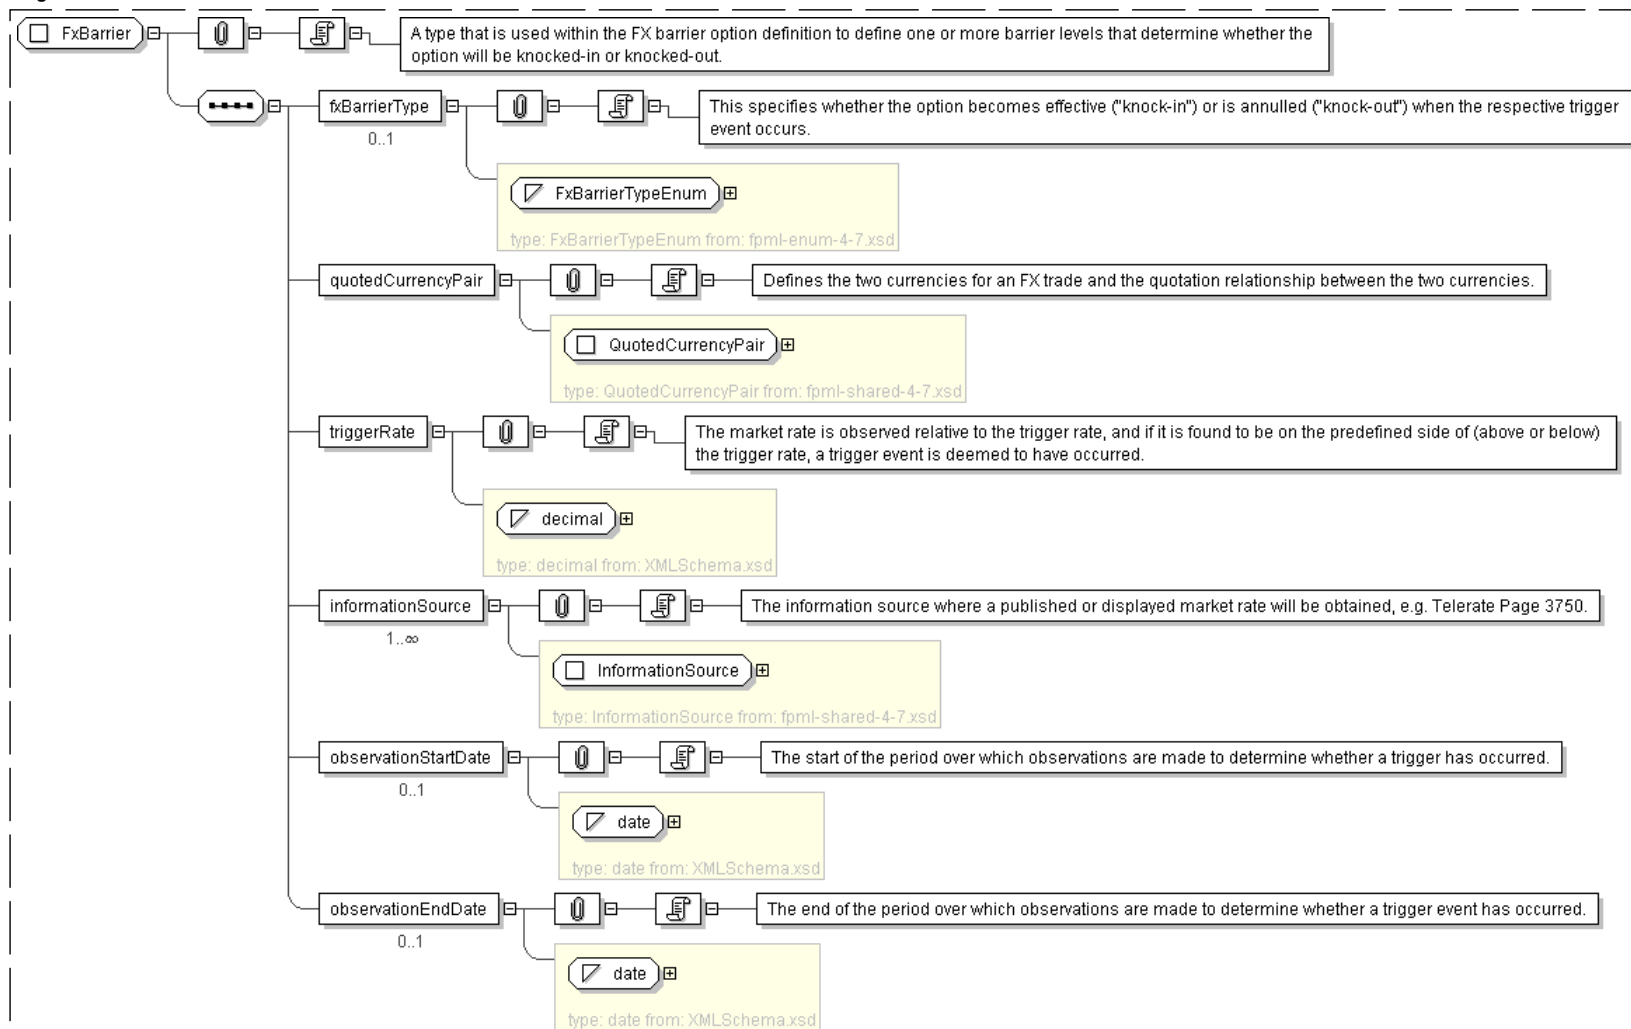 FxBarrier
A type that is used within the FX barrier option definition to define one or more barrier levels that determine whether the
option will be knocked-in or knocked-out.
fxBarrierType
0..1
This specifies whether the option becomes effective ("knock-in") or is annulled ("knock-out") when the respective trigger
event occurs.
FxBarrierTypeEnum
type: FxBarrierTypeEnum from: fpml-enum-4-7.xsd
quotedCurrencyPair
Defines the two currencies for an FX trade and the quotation relationship between the two currencies.
QuotedCurrencyPair
type: QuotedCurrencyPair from: fpml-shared-4-7.xsd
triggerRate
The market rate is observed relative to the trigger rate, and if it is found to be on the predefined side of (above or below)
the trigger rate, a trigger event is deemed to have occurred.
decimal
type: decimal from: XMLSchema.xsd
informationSource
1..∞
The information source where a published or displayed market rate will be obtained, e.g. Telerate Page 3750.
InformationSource
type: InformationSource from: fpml-shared-4-7.xsd
observationStartDate
0..1
The start of the period over which observations are made to determine whether a trigger has occurred.
date
type: date from: XMLSchema.xsd
observationEndDate
0..1
The end of the period over which observations are made to determine whether a trigger event has occurred.
date
type: date from: XMLSchema.xsd